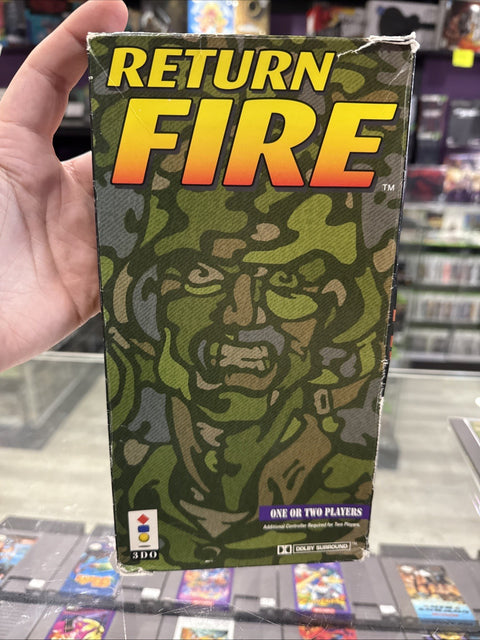 RETURN
FIRE
TM
ONE OR TWO PLAYERS
Additional Controller Required for Two Players.
3DO
DOLBY SURROUND